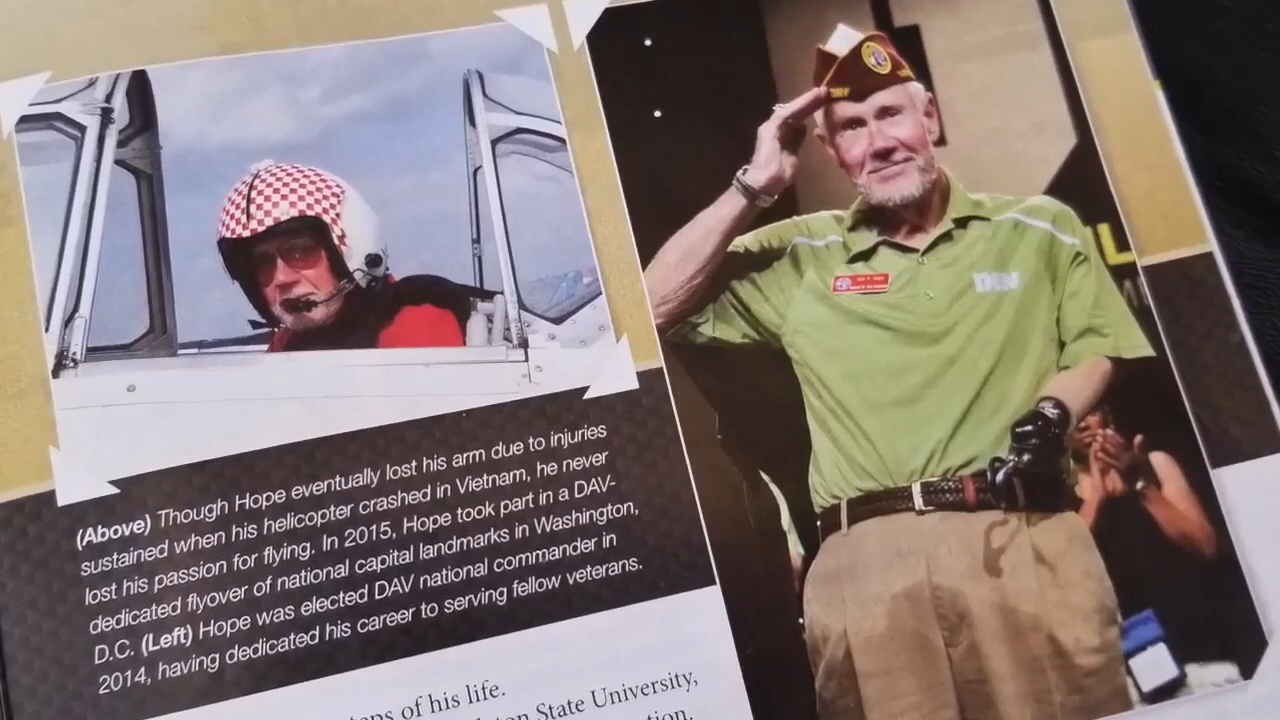 (Above) Though Hope eventually lost his arm due to injuries
sustained when his helicopter crashed in Vietnam, he never
lost his passion for flying. In 2015, Hope took part in a DAV-
dedicated flyover of national capital landmarks in Washington,
D.C. (Left) Hope was elected DAV national commander in
2014, having dedicated his career to serving fellow veterans.
of his life.
State University,
DAV
DAV